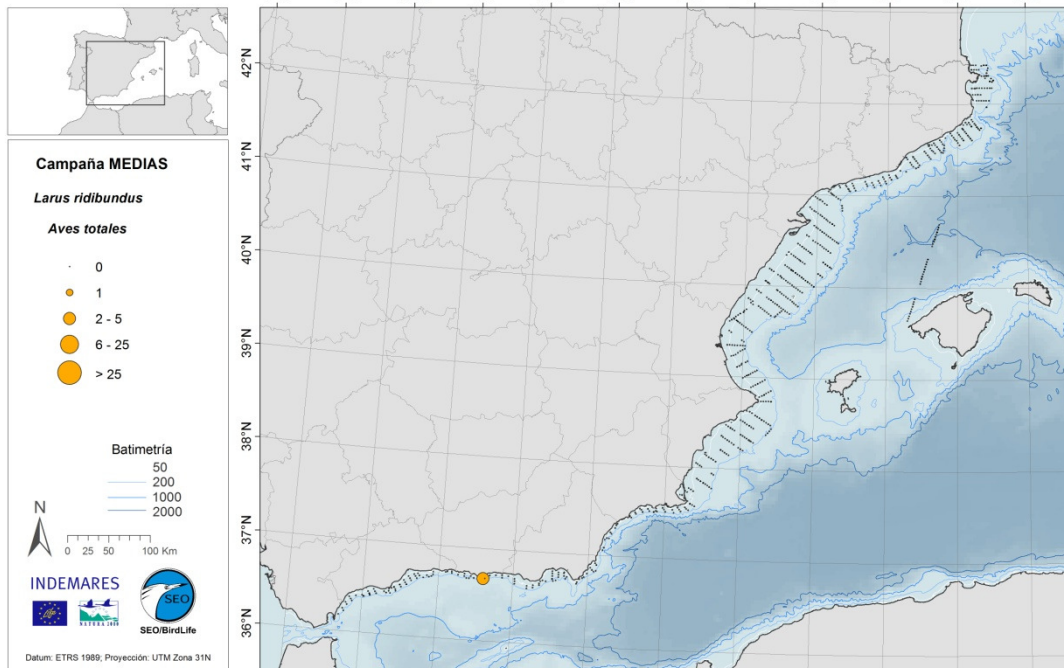 Campaña MEDIAS
Larus ridibundus
Aves totales
0
1
2 - 5
6 - 25
> 25
Batimetría
50
200
1000
2000
N
0 25 50 100 Km
INDEMARES
NATURA 2000
SEO
SEO/BirdLife
Datum: ETRS 1989; Proyección: UTM Zona 31N
42°N
41°N
40°N
39°N
38°N
37°N
36°N